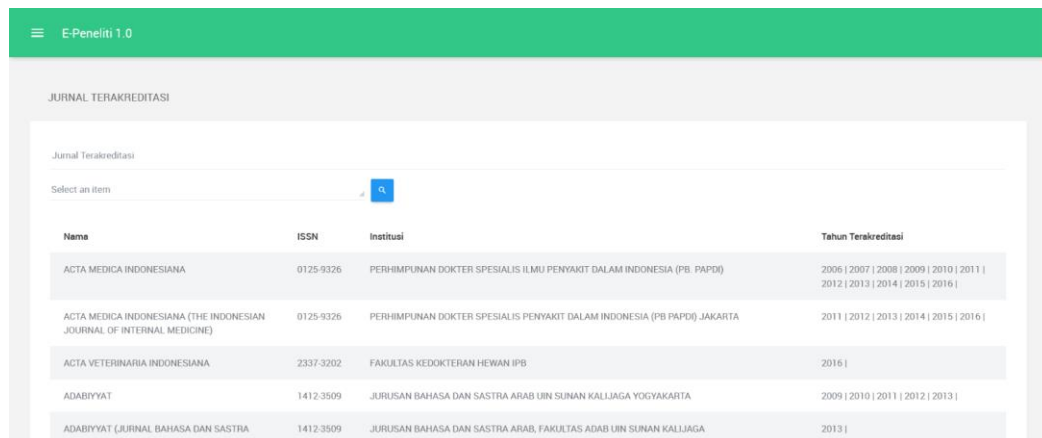 E-Peneliti 1.0
JURNAL TERAKREDITASI
Jurnal Terakreditasi
Select an item
Nama ISSN Institusi Tahun Terakreditasi
ACTA MEDICA INDONESIANA 0125-9326 PERHIMPUNAN DOKTER SPESIALIS ILMU PENYAKIT DALAM INDONESIA (PB. PAPDI) 2006 | 2007 | 2008 | 2009 | 2010 | 2011 |
2012 | 2013 | 2014 | 2015 | 2016 |
ACTA MEDICA INDONESIANA (THE INDONESIAN 0125-9326 PERHIMPUNAN DOKTER SPESIALIS PENYAKIT DALAM INDONESIA (PB PAPDI) JAKARTA 2011 | 2012 | 2013 | 2014 | 2015 | 2016 |
JOURNAL OF INTERNAL MEDICINE)
ACTA VETERINARIA INDONESIANA 2337-3202 FAKULTAS KEDOKTERAN HEWAN IPB 2016 |
ADABIYYAT 1412-3509 JURUSAN BAHASA DAN SASTRA ARAB UIN SUNAN KALIJAGA YOGYAKARTA 2009 | 2010 | 2011 | 2012 | 2013 |
ADABIYYAT (JURNAL BAHASA DAN SASTRA 1412-3509 JURUSAN BAHASA DAN SASTRA ARAB, FAKULTAS ADAB UIN SUNAN KALIJAGA 2013 |